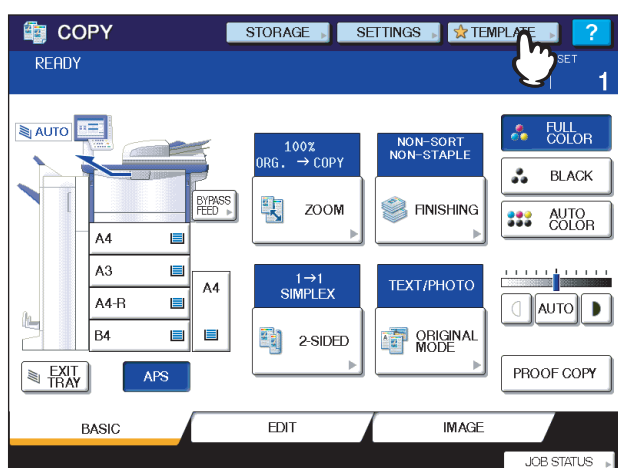 COPY
STORAGE
SETTINGS
TEMPLATE
?
READY
SET
1
AUTO
BYPASS
FEED
A4
A3
A4-R
B4
A4
EXIT
TRAY
APS
100%
ORG. → COPY
ZOOM
NON-SORT
NON-STAPLE
FINISHING
1→1
SIMPLEX
2-SIDED
TEXT/PHOTO
ORIGINAL
MODE
FULL
COLOR
BLACK
AUTO
COLOR
AUTO
PROOF COPY
BASIC
EDIT
IMAGE
JOB STATUS